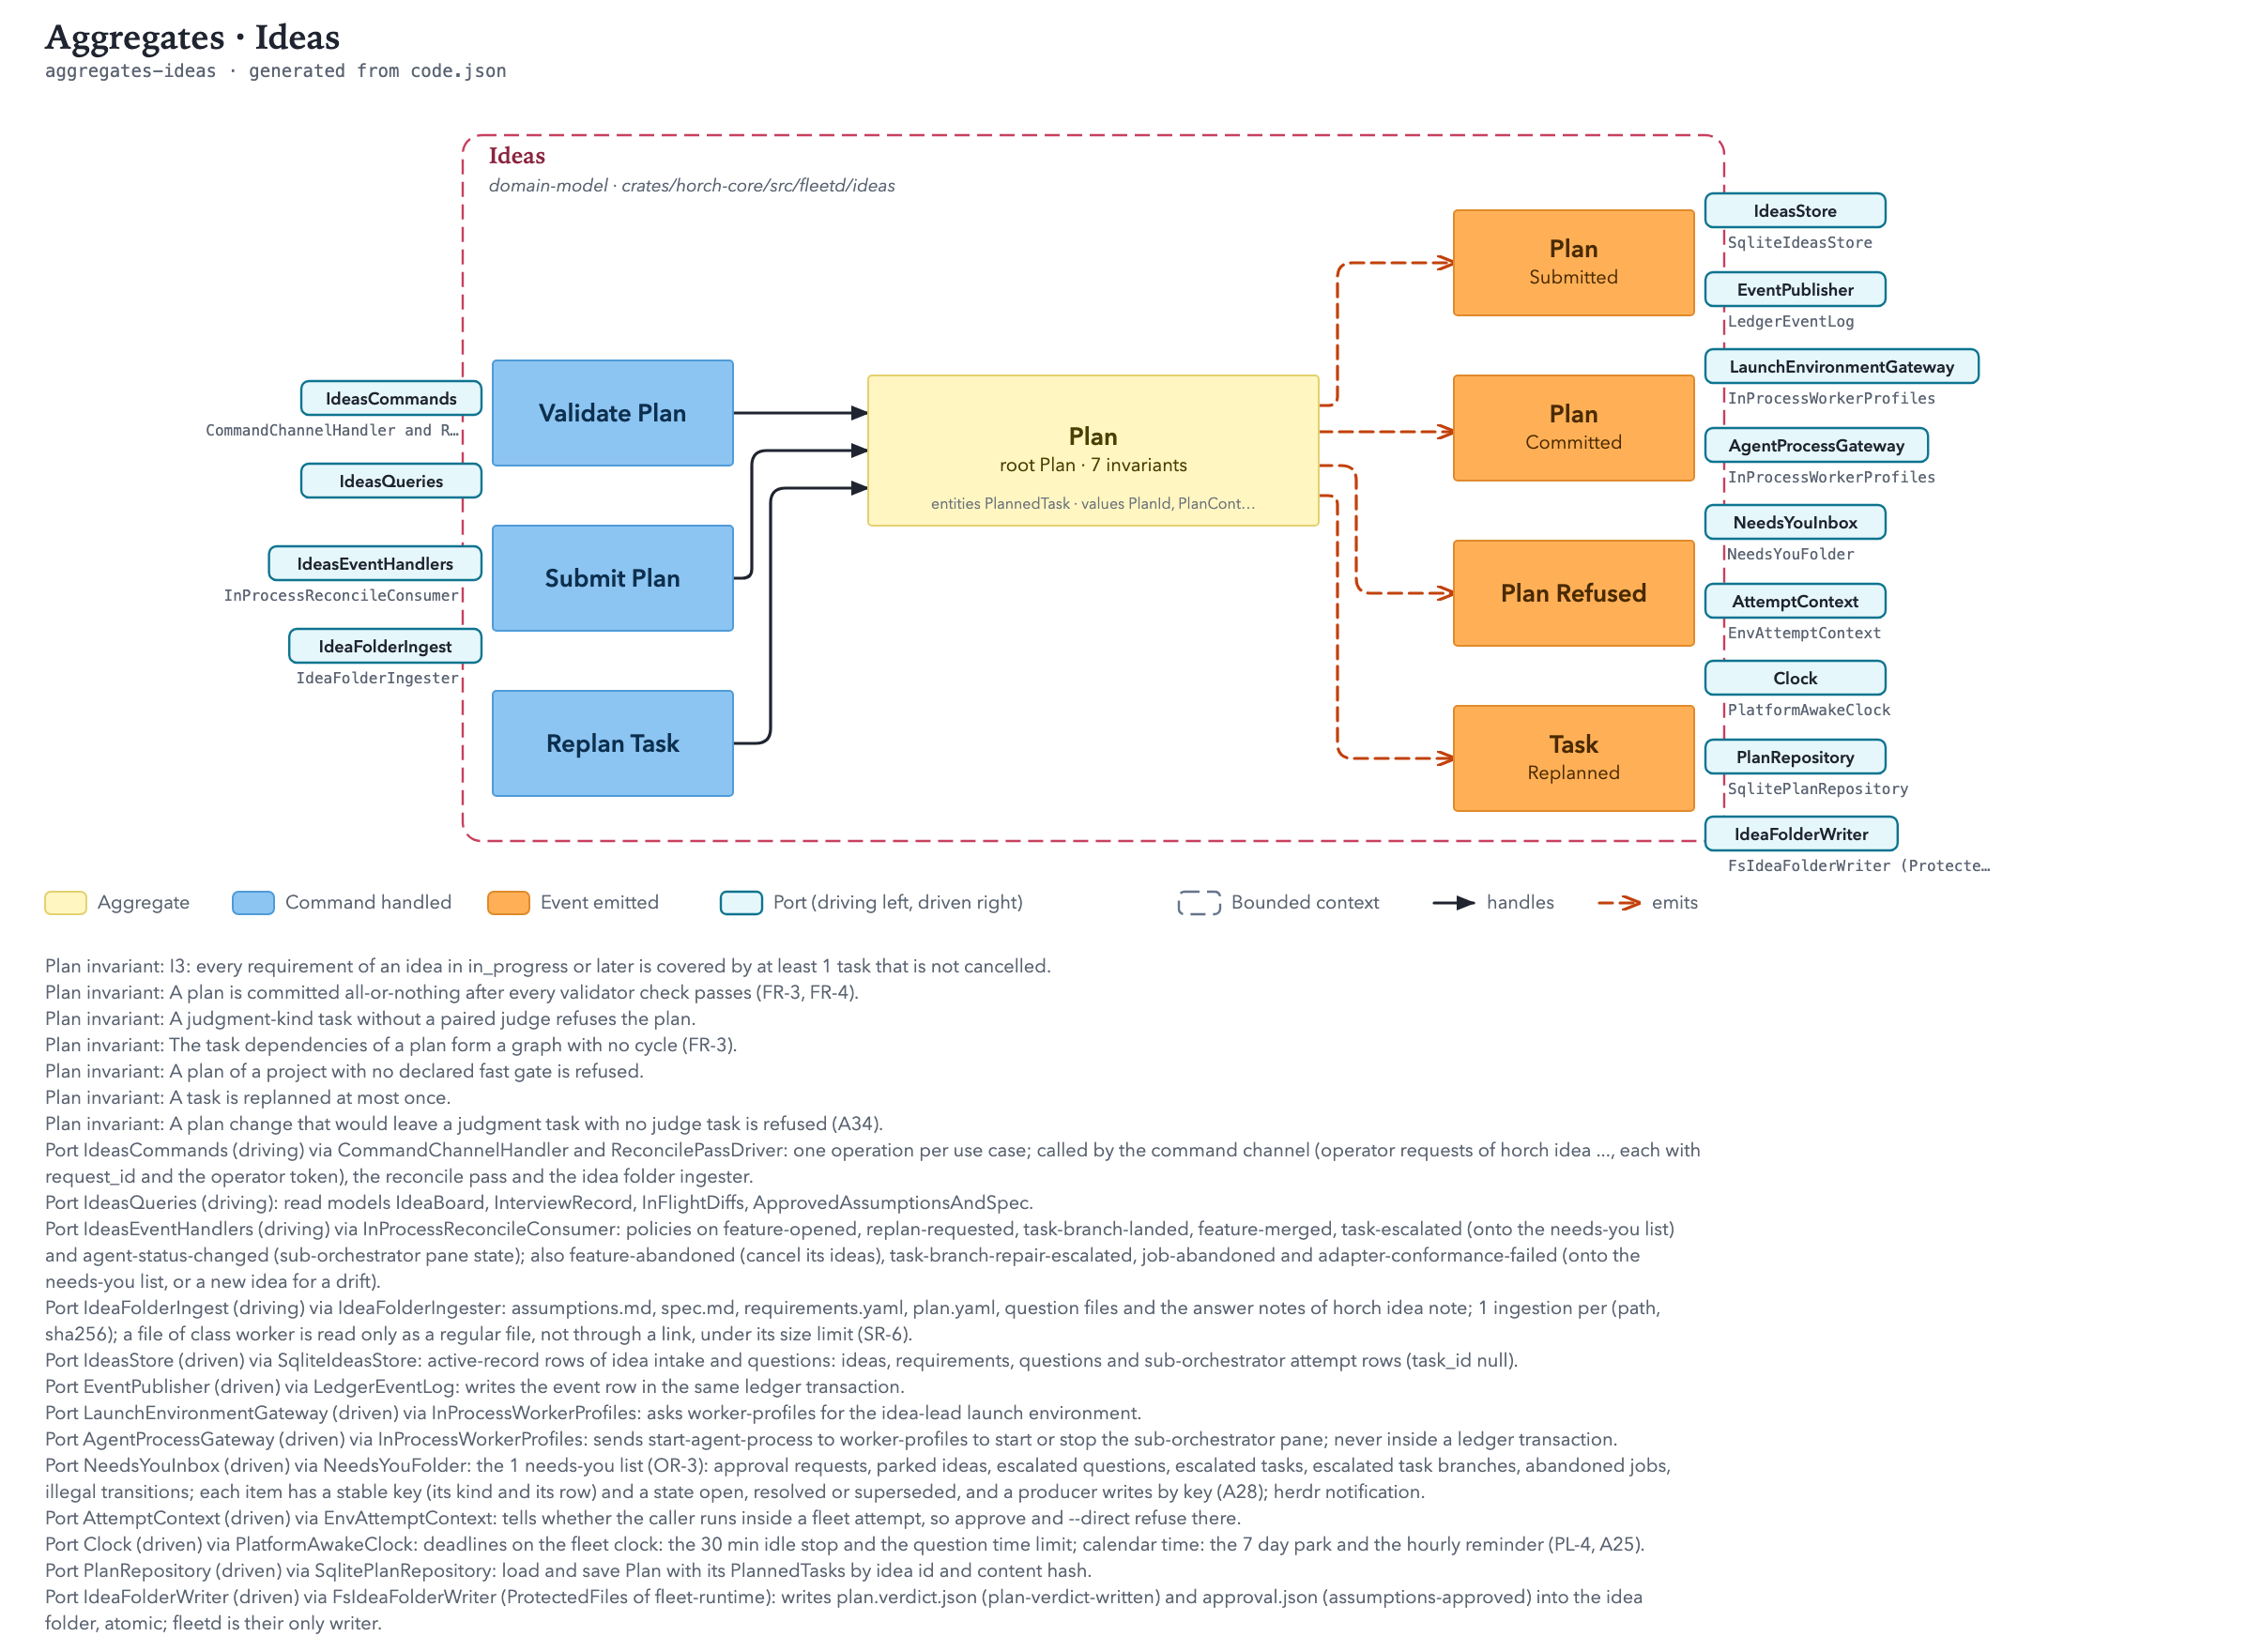 Aggregates · Ideas
aggregates-ideas · generated from code.json
Ideas
domain-model · crates/horch-core/src/fleetd/ideas
IdeasCommands
CommandChannelHandler and R…
IdeasQueries
IdeasEventHandlers
InProcessReconcileConsumer
IdeaFolderIngest
IdeaFolderIngester
Validate Plan
Submit Plan
Replan Task
Plan
root Plan · 7 invariants
entities PlannedTask · values PlanId, PlanCont…
Plan
Submitted
Plan
Committed
Plan Refused
Task
Replanned
IdeasStore
SqliteIdeasStore
EventPublisher
LedgerEventLog
LaunchEnvironmentGateway
InProcessWorkerProfiles
AgentProcessGateway
InProcessWorkerProfiles
NeedsYouInbox
NeedsYouFolder
AttemptContext
EnvAttemptContext
Clock
PlatformAwakeClock
PlanRepository
SqlitePlanRepository
IdeaFolderWriter
FsIdeaFolderWriter (Protecte…
Aggregate
Command handled
Event emitted
Port (driving left, driven right)
Bounded context
handles
emits
Plan invariant: I3: every requirement of an idea in in_progress or later is covered by at least 1 task that is not cancelled.
Plan invariant: A plan is committed all-or-nothing after every validator check passes (FR-3, FR-4).
Plan invariant: A judgment-kind task without a paired judge refuses the plan.
Plan invariant: The task dependencies of a plan form a graph with no cycle (FR-3).
Plan invariant: A plan of a project with no declared fast gate is refused.
Plan invariant: A task is replanned at most once.
Plan invariant: A plan change that would leave a judgment task with no judge task is refused (A34).
Port IdeasCommands (driving) via CommandChannelHandler and ReconcilePassDriver: one operation per use case; called by the command channel (operator requests of horch idea ..., each with
request_id and the operator token), the reconcile pass and the idea folder ingester.
Port IdeasQueries (driving): read models IdeaBoard, InterviewRecord, InFlightDiffs, ApprovedAssumptionsAndSpec.
Port IdeasEventHandlers (driving) via InProcessReconcileConsumer: policies on feature-opened, replan-requested, task-branch-landed, feature-merged, task-escalated (onto the needs-you list)
and agent-status-changed (sub-orchestrator pane state); also feature-abandoned (cancel its ideas), task-branch-repair-escalated, job-abandoned and adapter-conformance-failed (onto the
needs-you list, or a new idea for a drift).
Port IdeaFolderIngest (driving) via IdeaFolderIngester: assumptions.md, spec.md, requirements.yaml, plan.yaml, question files and the answer notes of horch idea note; 1 ingestion per (path,
sha256); a file of class worker is read only as a regular file, not through a link, under its size limit (SR-6).
Port IdeasStore (driven) via SqliteIdeasStore: active-record rows of idea intake and questions: ideas, requirements, questions and sub-orchestrator attempt rows (task_id null).
Port EventPublisher (driven) via LedgerEventLog: writes the event row in the same ledger transaction.
Port LaunchEnvironmentGateway (driven) via InProcessWorkerProfiles: asks worker-profiles for the idea-lead launch environment.
Port AgentProcessGateway (driven) via InProcessWorkerProfiles: sends start-agent-process to worker-profiles to start or stop the sub-orchestrator pane; never inside a ledger transaction.
Port NeedsYouInbox (driven) via NeedsYouFolder: the 1 needs-you list (OR-3): approval requests, parked ideas, escalated questions, escalated tasks, escalated task branches, abandoned jobs,
illegal transitions; each item has a stable key (its kind and its row) and a state open, resolved or superseded, and a producer writes by key (A28); herdr notification.
Port AttemptContext (driven) via EnvAttemptContext: tells whether the caller runs inside a fleet attempt, so approve and --direct refuse there.
Port Clock (driven) via PlatformAwakeClock: deadlines on the fleet clock: the 30 min idle stop and the question time limit; calendar time: the 7 day park and the hourly reminder (PL-4, A25).
Port PlanRepository (driven) via SqlitePlanRepository: load and save Plan with its PlannedTasks by idea id and content hash.
Port IdeaFolderWriter (driven) via FsIdeaFolderWriter (ProtectedFiles of fleet-runtime): writes plan.verdict.json (plan-verdict-written) and approval.json (assumptions-approved) into the idea
folder, atomic; fleetd is their only writer.